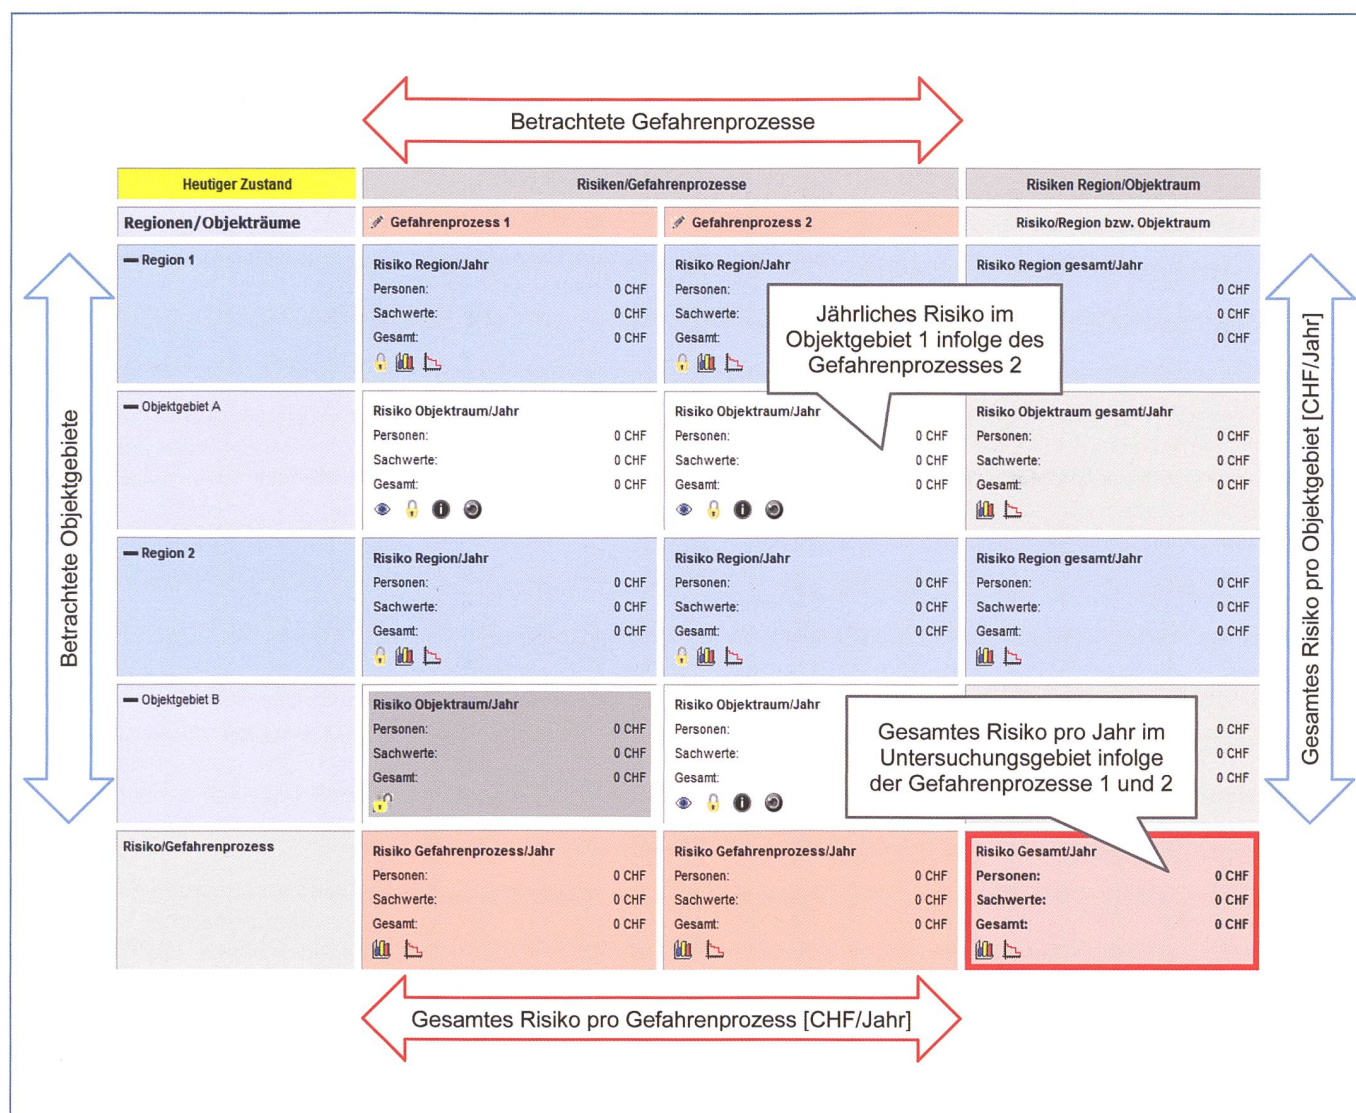 Betrachtete Gefahrenprozesse
Heutiger Zustand
Risiken/Gefahrenprozesse
Risiken Region/Objektraum
Regionen/Objekträume
Gefahrenprozess 1
Gefahrenprozess 2
Risiko/Region bzw. Objektraum
Betrachtete Objektgebiete
Region 1
Risiko Region/Jahr
Personen: 0 CHF
Sachwerte: 0 CHF
Gesamt: 0 CHF
Risiko Region/Jahr
Personen:
Sachwerte:
Gesamt:
Jährliches Risiko im
Objektgebiet 1 infolge des
Gefahrenprozesses 2
Risiko Region gesamt/Jahr
0 CHF
0 CHF
0 CHF
Objektgebiet A
Risiko Objektraum/Jahr
Personen: 0 CHF
Sachwerte: 0 CHF
Gesamt: 0 CHF
Risiko Objektraum/Jahr
Personen: 0 CHF
Sachwerte: 0 CHF
Gesamt: 0 CHF
Risiko Objektraum gesamt/Jahr
Personen: 0 CHF
Sachwerte: 0 CHF
Gesamt: 0 CHF
Region 2
Risiko Region/Jahr
Personen: 0 CHF
Sachwerte: 0 CHF
Gesamt: 0 CHF
Risiko Region/Jahr
Personen: 0 CHF
Sachwerte: 0 CHF
Gesamt: 0 CHF
Risiko Region gesamt/Jahr
Personen: 0 CHF
Sachwerte: 0 CHF
Gesamt: 0 CHF
Objektgebiet B
Risiko Objektraum/Jahr
Personen: 0 CHF
Sachwerte: 0 CHF
Gesamt: 0 CHF
Risiko Objektraum/Jahr
Personen:
Sachwerte:
Gesamt:
Gesamtes Risiko pro Jahr im
Untersuchungsgebiet infolge
der Gefahrenprozesse 1 und 2
0 CHF
0 CHF
0 CHF
Risiko/Gefahrenprozess
Risiko Gefahrenprozess/Jahr
Personen: 0 CHF
Sachwerte: 0 CHF
Gesamt: 0 CHF
Risiko Gefahrenprozess/Jahr
Personen: 0 CHF
Sachwerte: 0 CHF
Gesamt: 0 CHF
Risiko Gesamt/Jahr
Personen: 0 CHF
Sachwerte: 0 CHF
Gesamt: 0 CHF
Gesamtes Risiko pro Objektgebiet [CHF/Jahr]
Gesamtes Risiko pro Gefahrenprozess [CHF/Jahr]